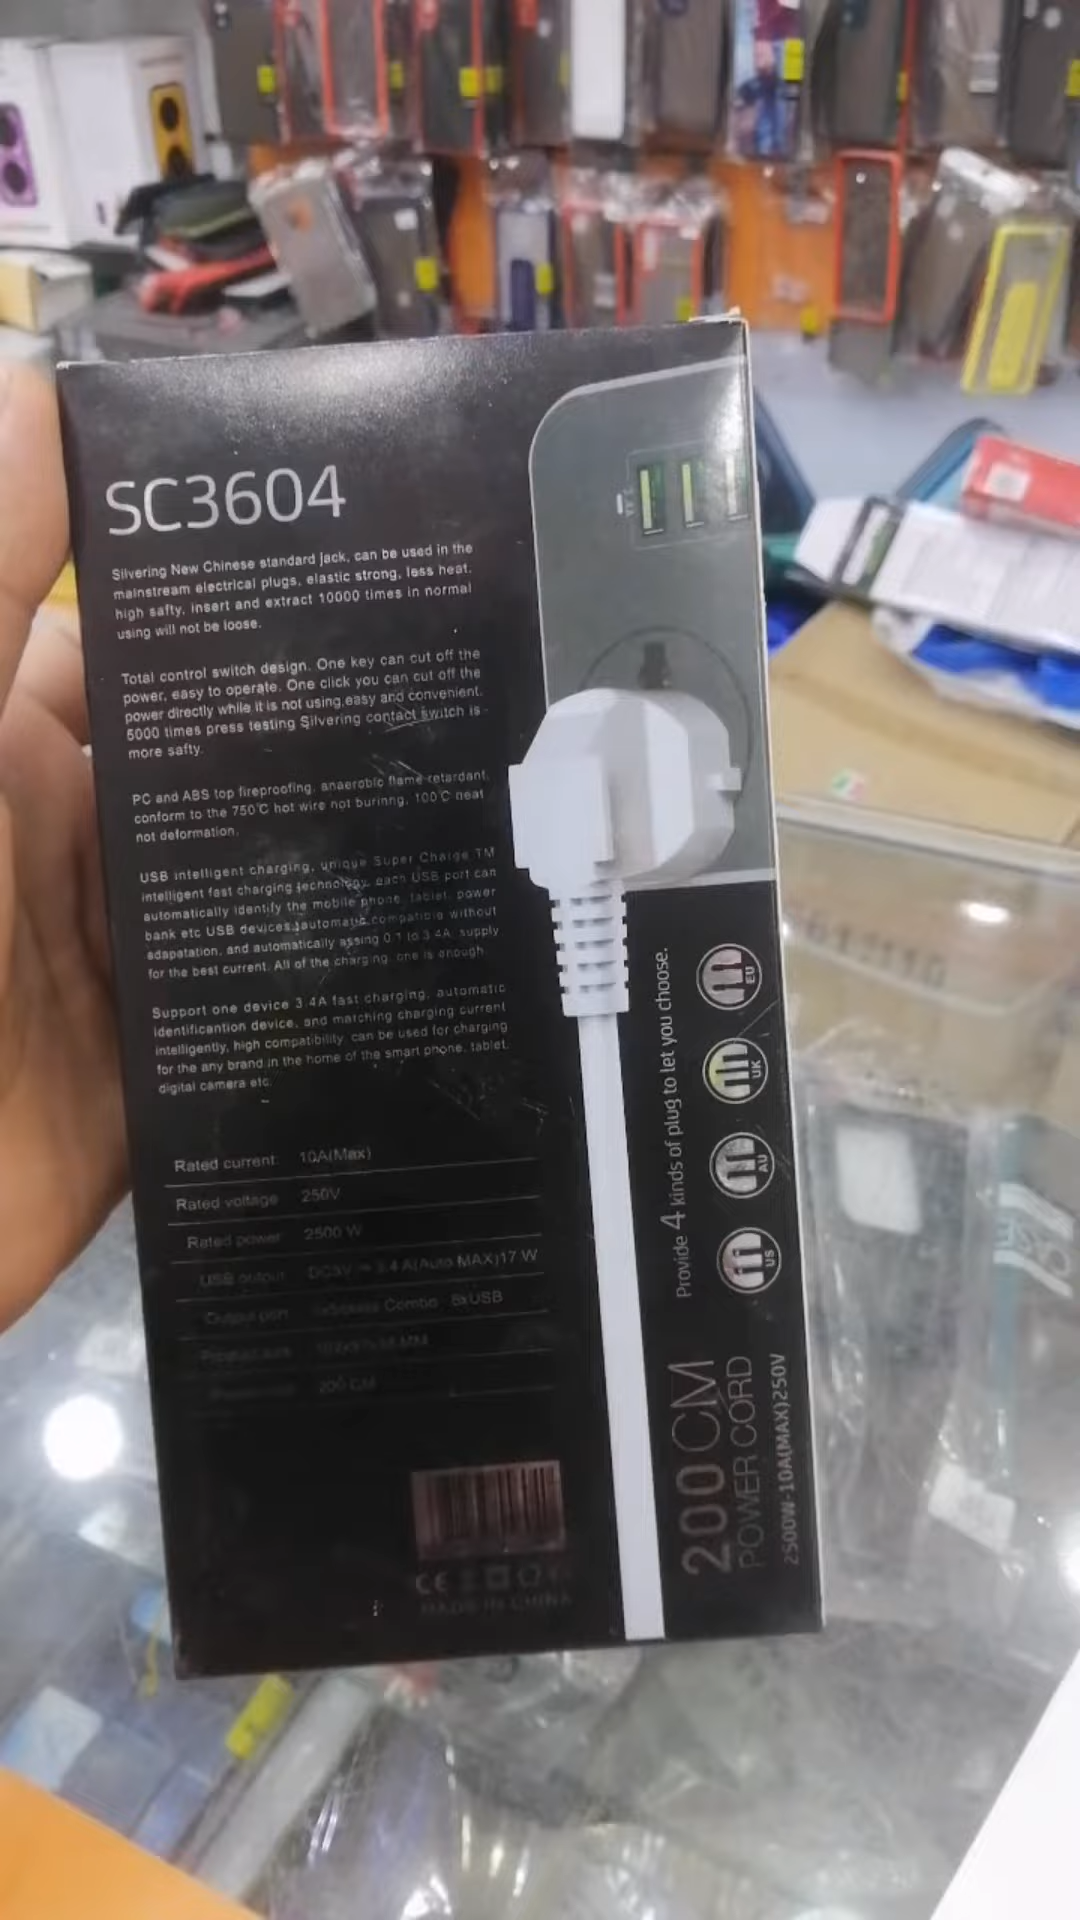 SC3604
Silvering New Chinese standard jack, can be used in the
mainstream electrical plugs, elastic strong, less heat.
high safty, insert and extract 10000 times in normal
using will not be loose.
Total control switch design. One key can cut off the
power, easy to operate. One click you can cut off the
power directly while it is not using,easy and convenient.
5000 times press testing Silvering contact switch is
more safty.
PC and ABS top fireproofing, anaerobic flame-retardant,
conform to the 750°C hot wire not burinng, 100°C heat
not deformation.
USB intelligent charging, unique Super Charge TM
intelligent fast charging technology, each USB port can
automatically identify the mobile phone, tablet, power
bank etc USB devices,automatic compatible without
adapatation, and automatically assing 0.1 to 3.4A, supply
for the best current. All of the charging, one is enough.
Support one device 3.4A fast charging, automatic
identificantion device, and matching charging current
intelligently, high compatibility, can be used for charging
for the any brand in the home of the smart phone, tablet,
digital camera etc.
Rated current: 10A(Max)
Rated voltage 250V
Rated power 2500 W
USB output 3.4 A(Auto MAX)17 W
Output port Combo USB
200 CM
CE
MADE IN CHINA
Provide 4 kinds of plug to let you choose.
EU
UK
AU
US
200CM
POWER CORD
2500W-10A(MAX)250V